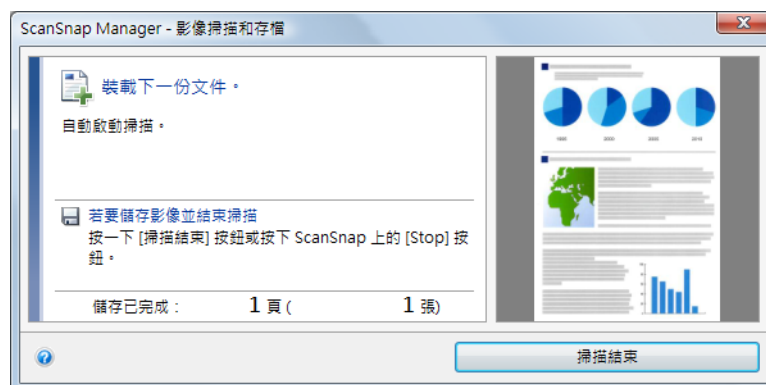 ScanSnap Manager - 影像掃描和存檔
裝載下一份文件。
自動啟動掃描。
若要儲存影像並結束掃描
按一下 [掃描結束] 按鈕或按下 ScanSnap 上的 [Stop] 按
鈕。
儲存已完成： 1 頁 ( 1 張)
掃描結束